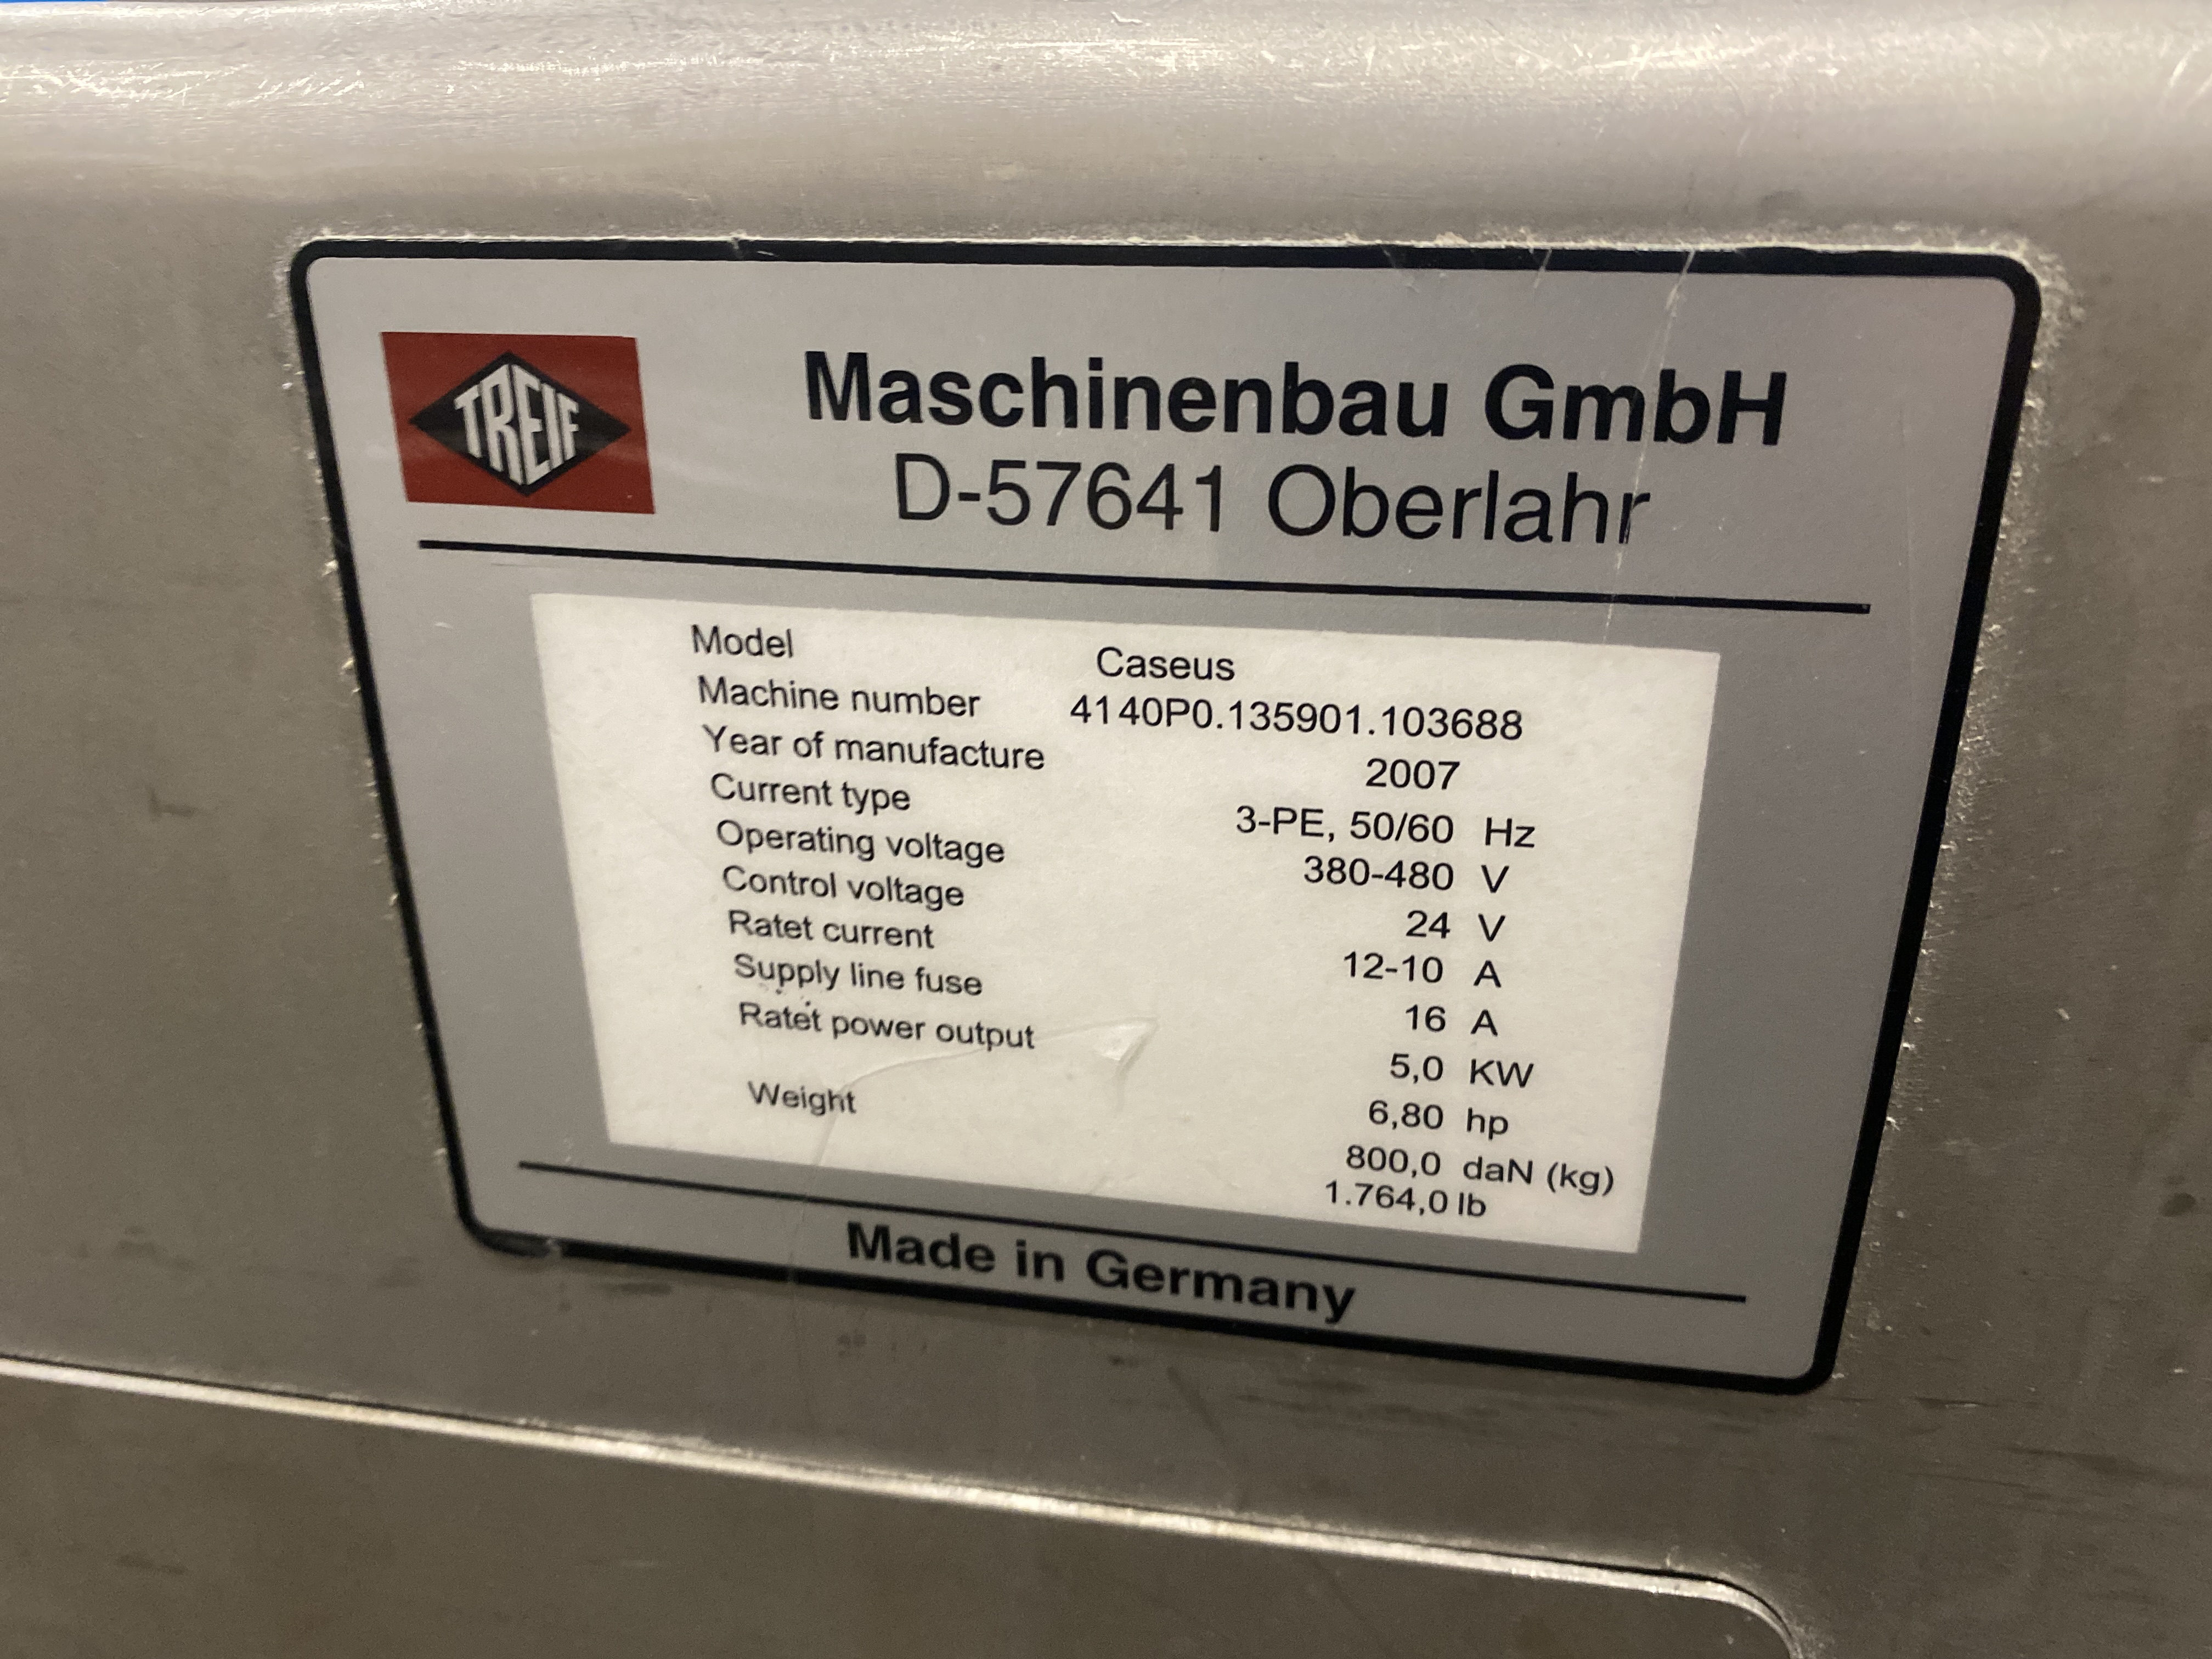 TREIF
Maschinenbau GmbH
D-57641 Oberlahr
Model Caseus
Machine number 4140P0.135901.103688
Year of manufacture 2007
Current type 3-PE, 50/60 Hz
Operating voltage 380-480 V
Control voltage 24 V
Ratet current 12-10 A
Supply line fuse 16 A
Ratet power output 5,0 KW
6,80 hp
Weight 800,0 daN (kg)
1.764,0 lb
Made in Germany